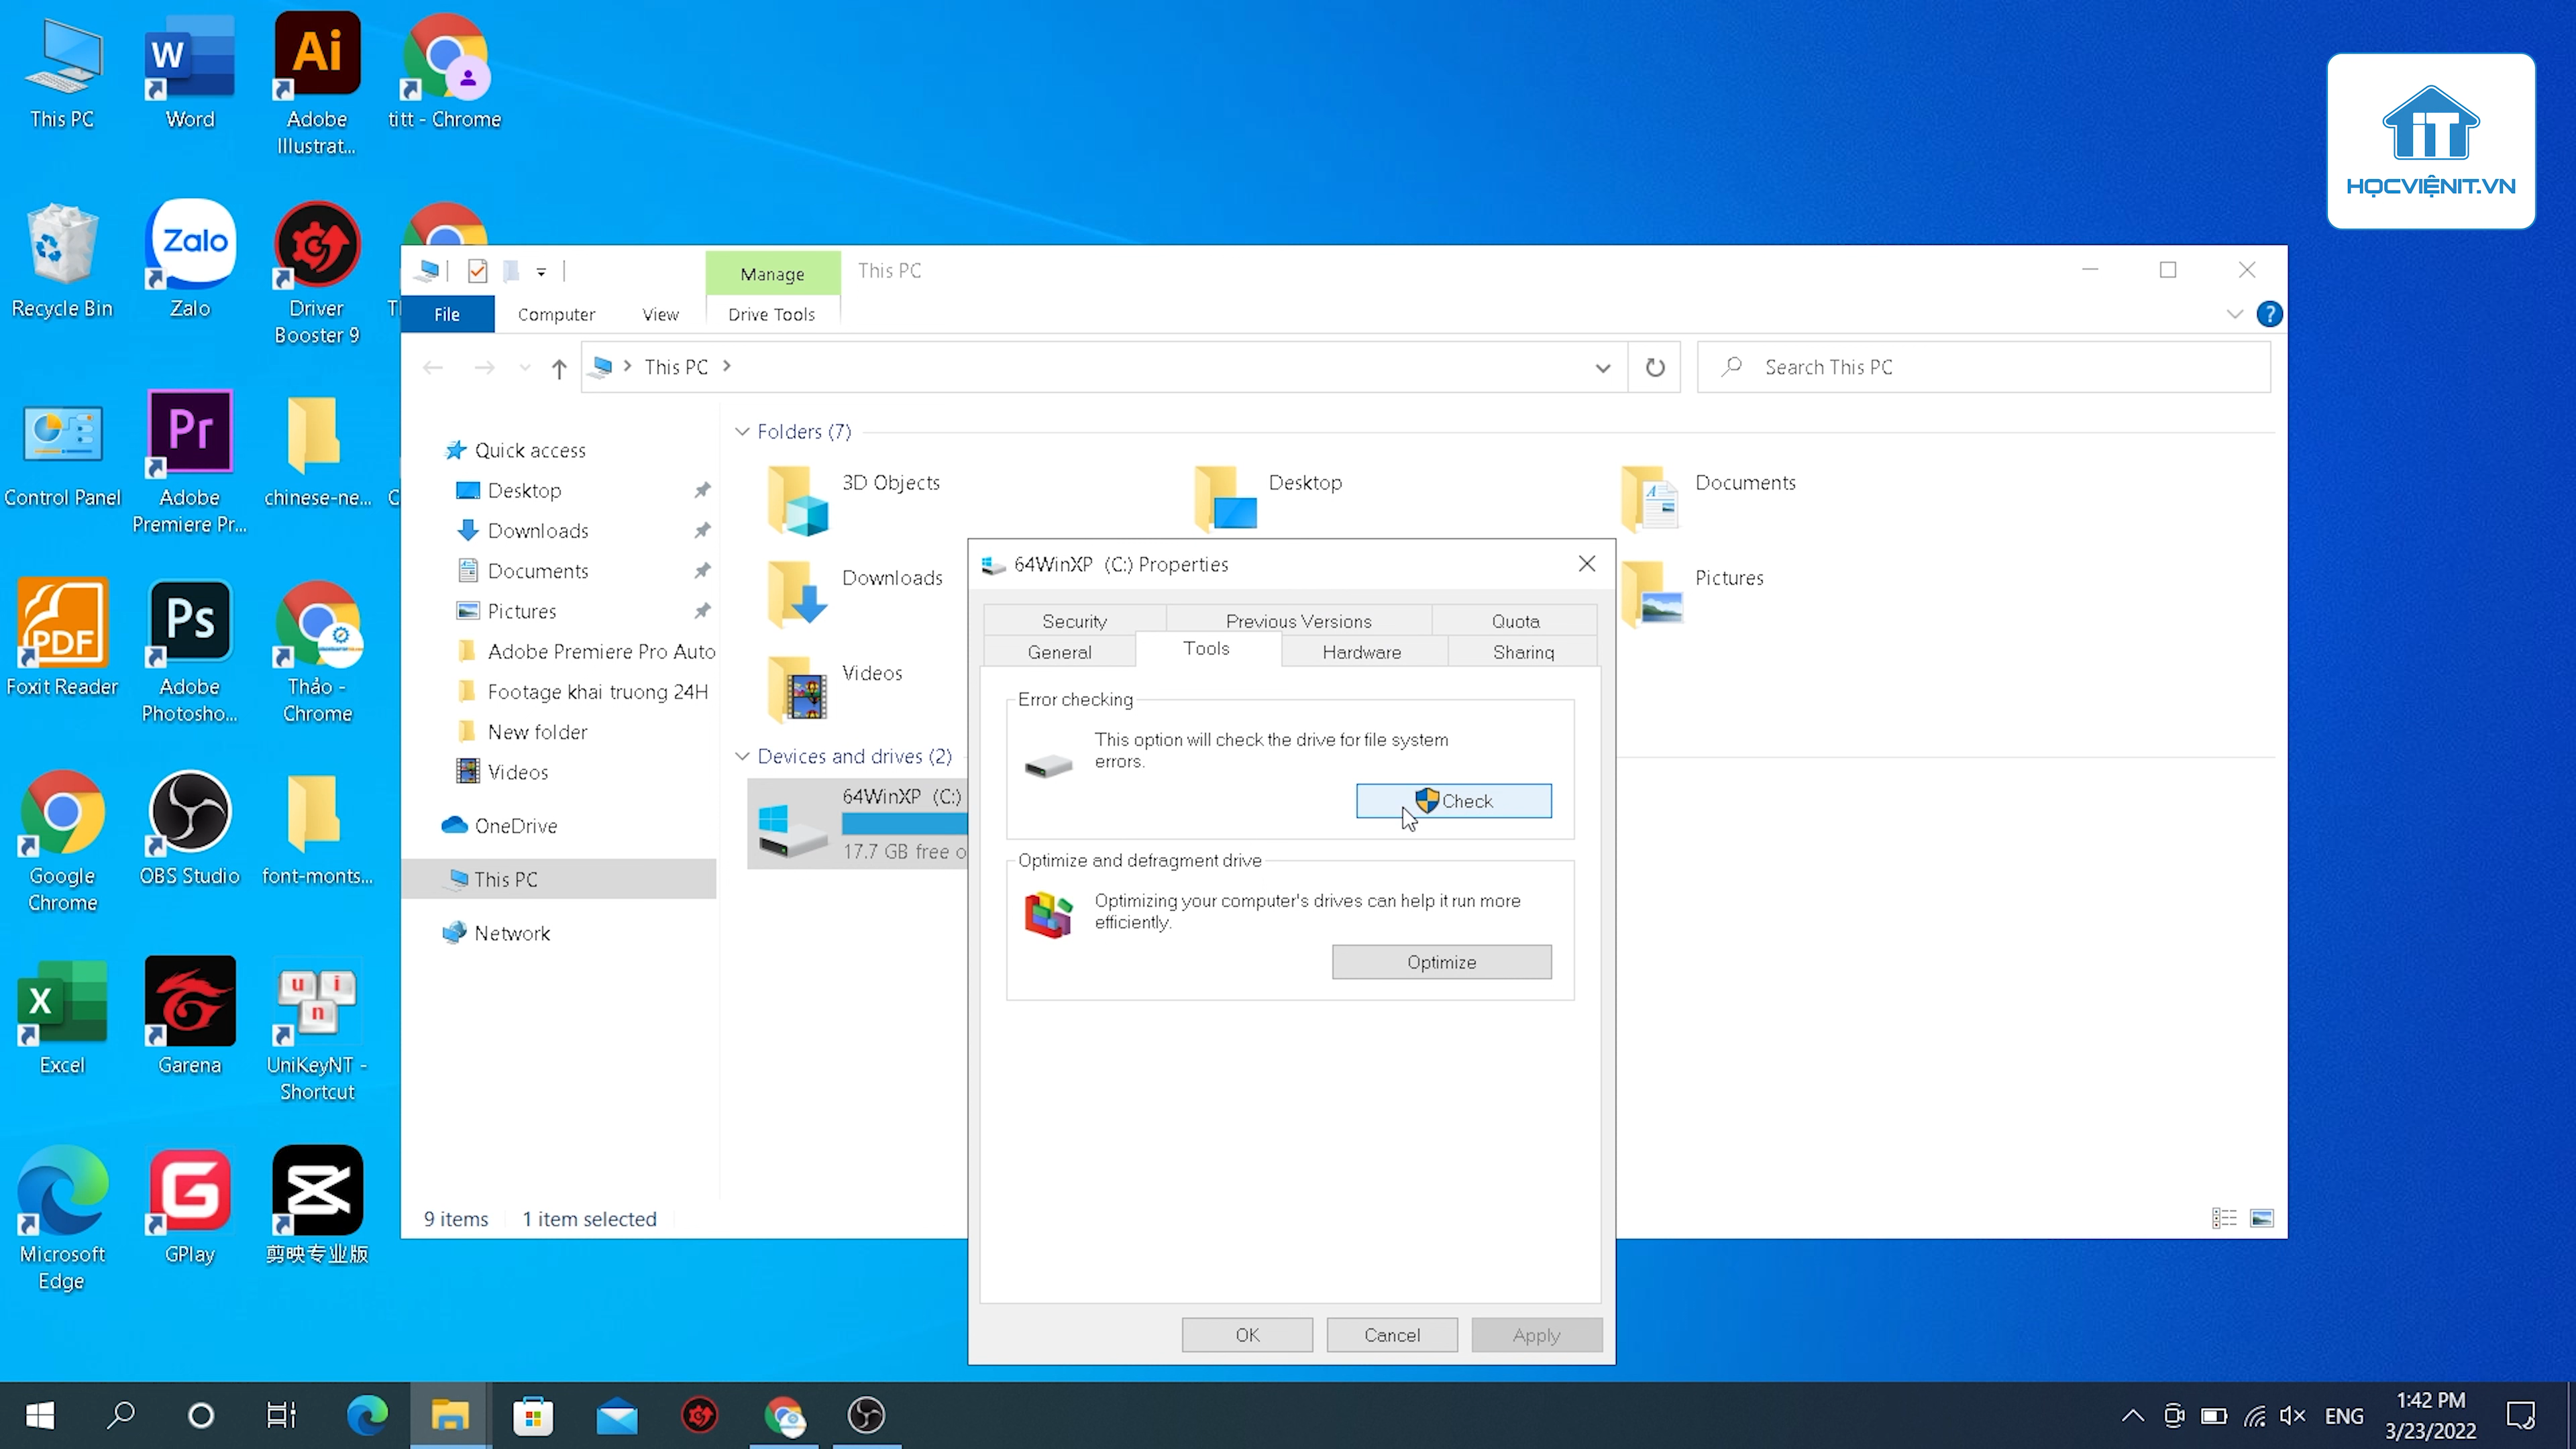 This PC
Word
Adobe
Illustrat...
titt - Chrome
Recycle Bin
Zalo
Zalo
Driver
Booster 9
Control Panel
Adobe
Premiere Pr...
chinese-ne...
Foxit Reader
Adobe
Photosho...
Thảo -
Chrome
Google
Chrome
OBS Studio
font-monts...
Excel
Garena
UniKeyNT -
Shortcut
Microsoft
Edge
GPlay
剪映专业版
W
Ai
Pr
PDF
Ps
X
u i
n
G
iT
HỌCVIỆNIT.VN
Manage
This PC
File
Computer
View
Drive Tools
?
This PC
Search This PC
Quick access
Desktop
Downloads
Documents
Pictures
Adobe Premiere Pro Auto
Footage khai truong 24H
New folder
Videos
OneDrive
This PC
Network
Folders (7)
3D Objects
Desktop
Documents
Downloads
Pictures
Videos
Devices and drives (2)
64WinXP (C:)
17.7 GB free o
9 items
1 item selected
64WinXP (C:) Properties
Security
Previous Versions
Quota
General
Tools
Hardware
Sharing
Error checking
This option will check the drive for file system
errors.
Check
Optimize and defragment drive
Optimizing your computer's drives can help it run more
efficiently.
Optimize
OK
Cancel
Apply
ENG
1:42 PM
3/23/2022